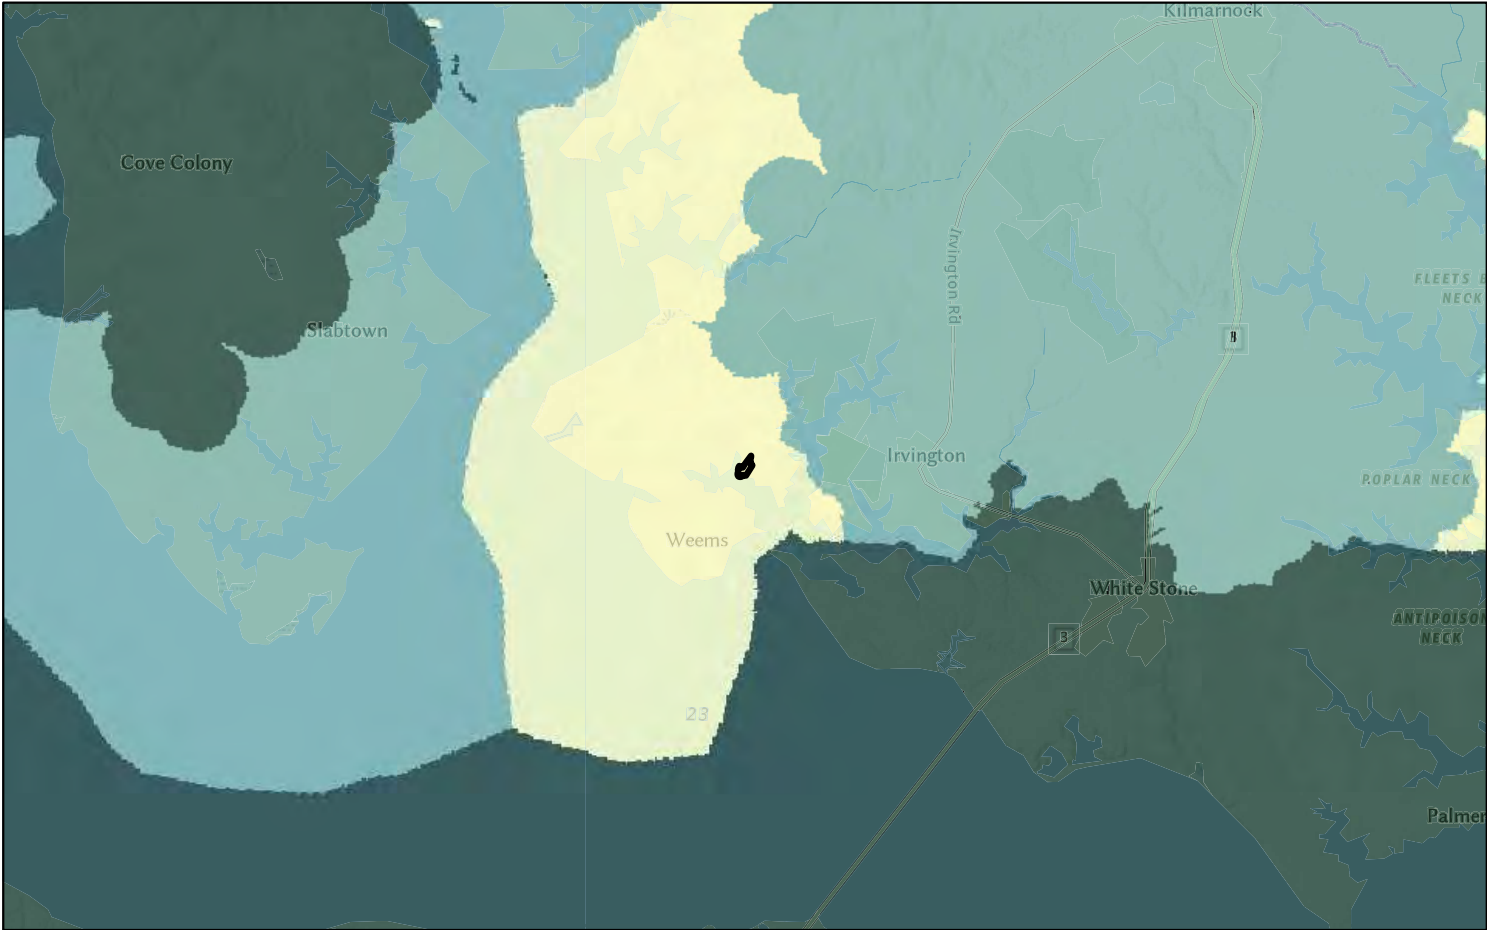 Kilmarnock
Cove Colony
Irvington Rd
FLEETS B
NECK
Slabtown
3
Irvington
POPLAR NECK
Weems
White Stone
ANTIPOISON
NECK
3
23
Palmer